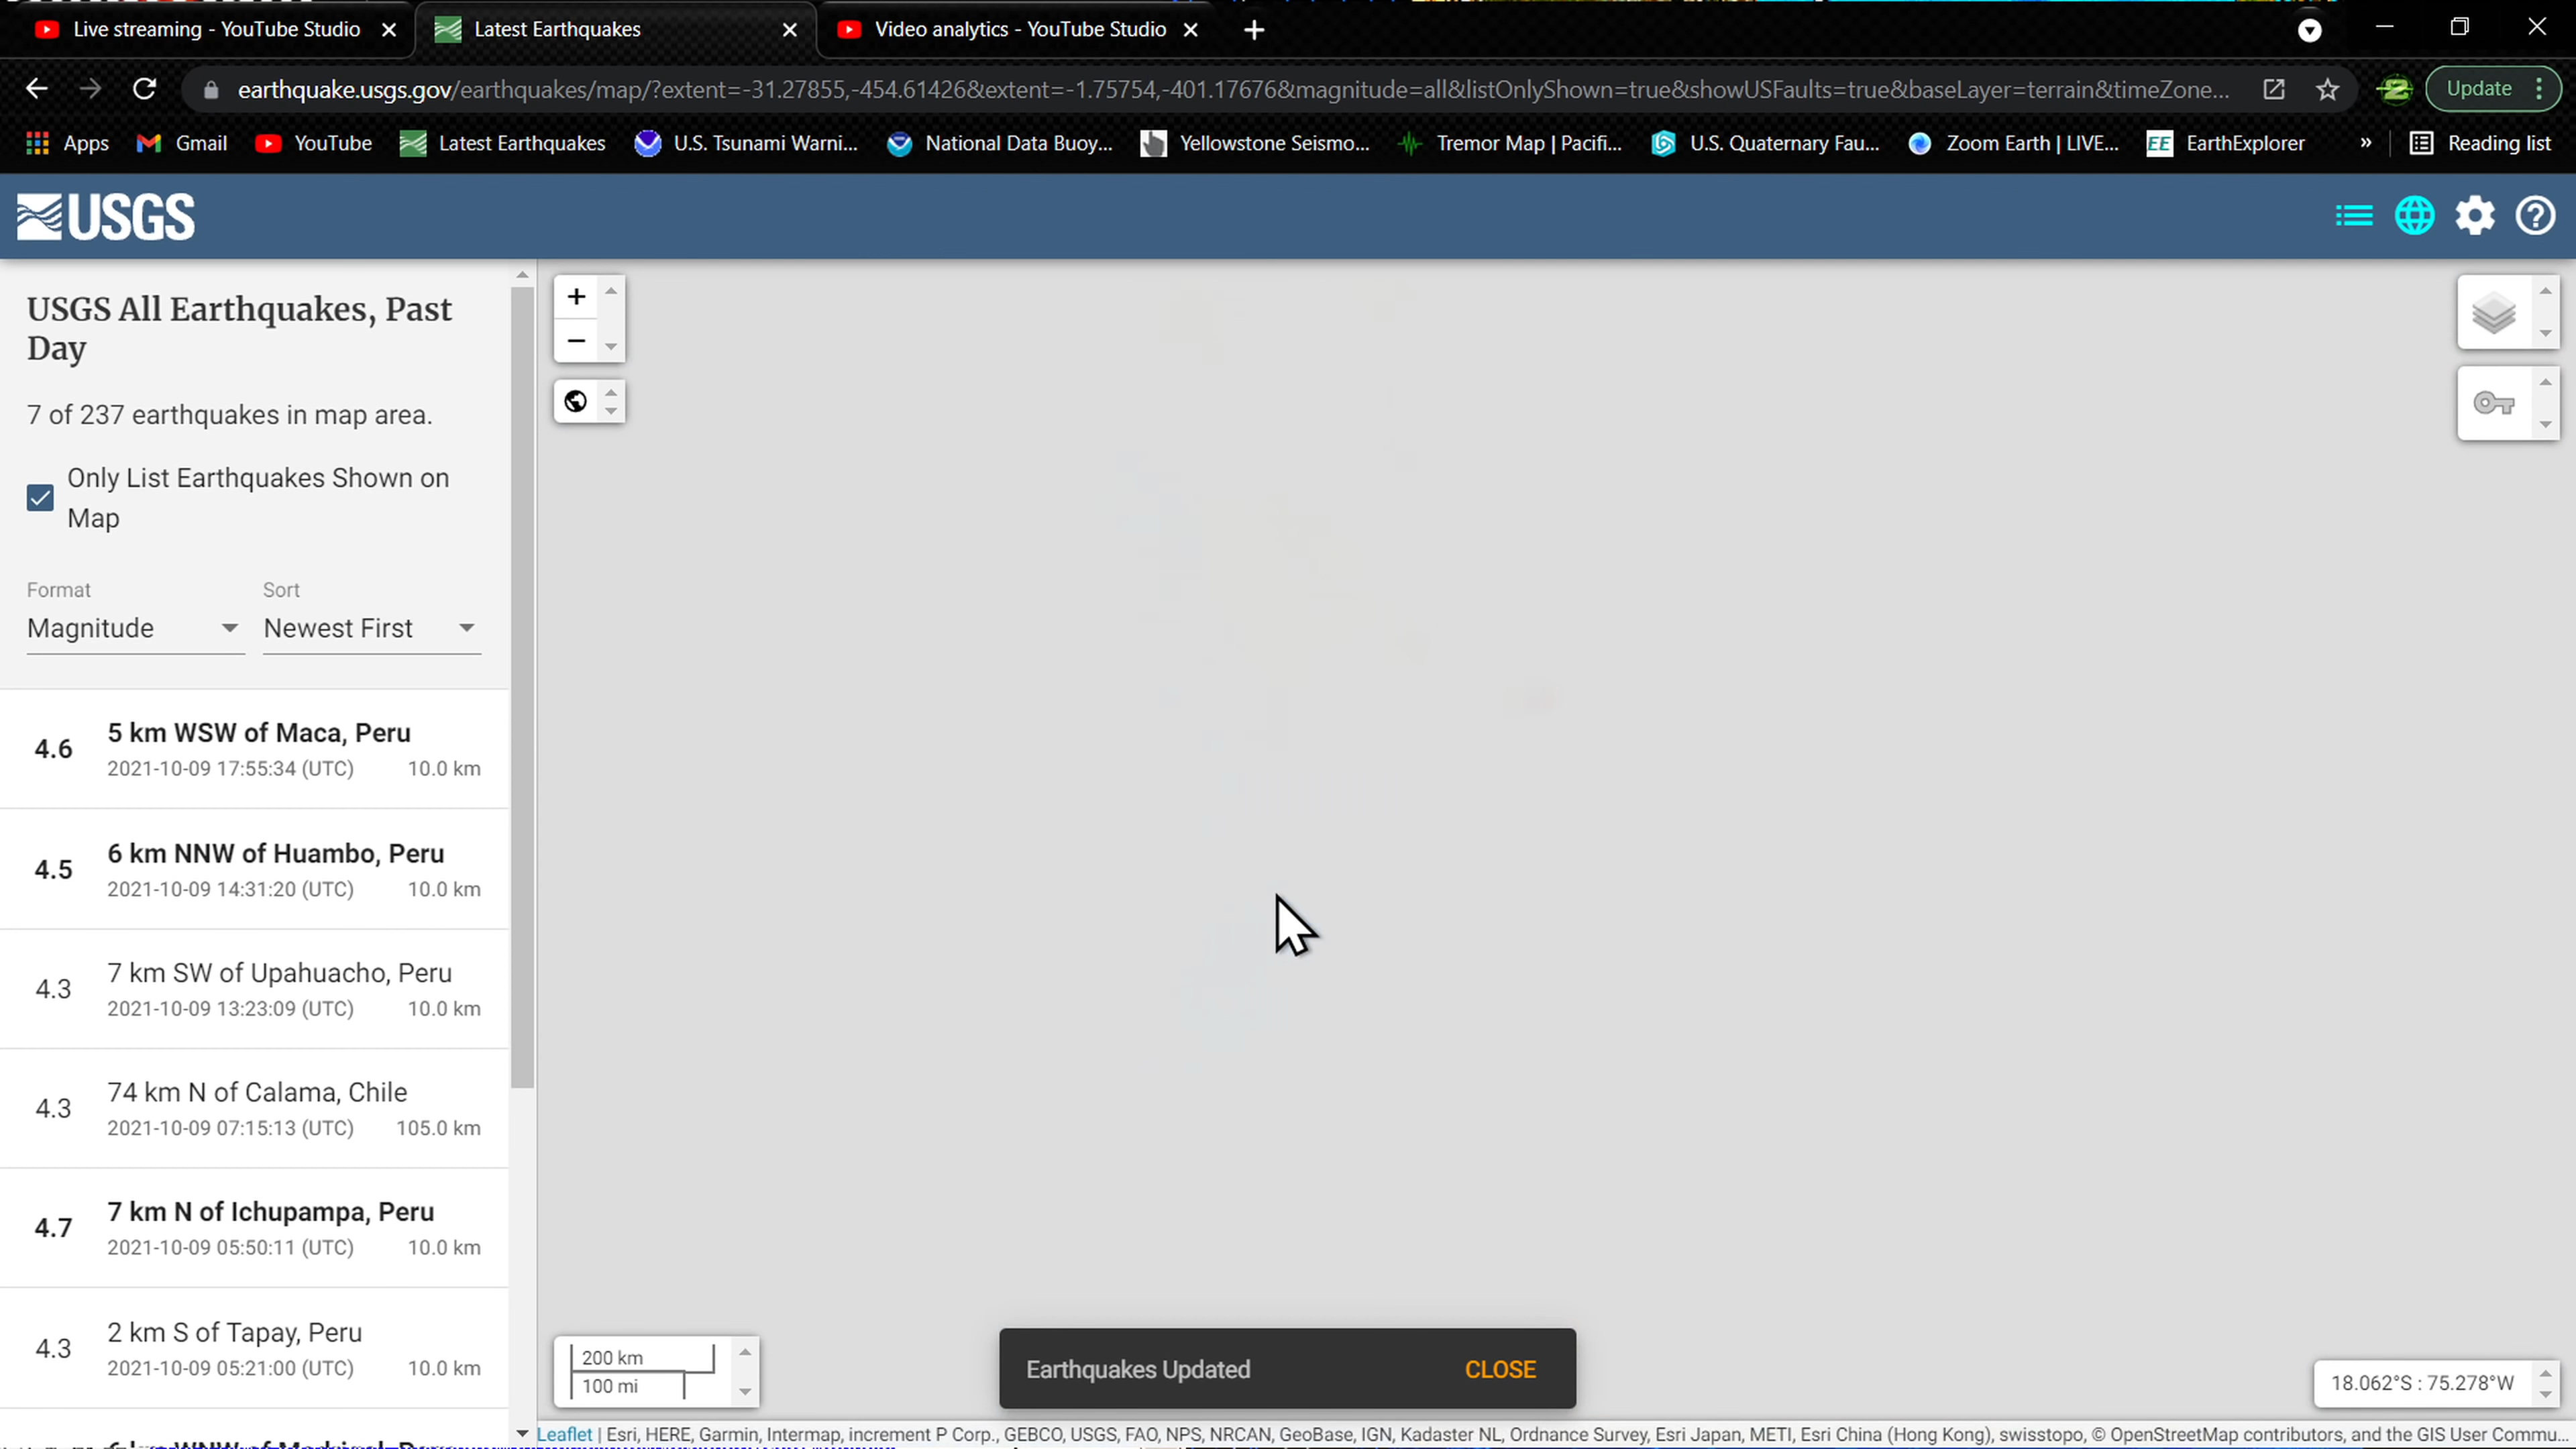 Live streaming - YouTube Studio
Latest Earthquakes
Video analytics - YouTube Studio
earthquake.usgs.gov/earthquakes/map/?extent=-31.27855,-454.61426&extent=-1.75754,-401.17676&magnitude=all&listOnlyShown=true&showUSFaults=true&baseLayer=terrain&timeZone...
Update
Apps
Gmail
YouTube
Latest Earthquakes
U.S. Tsunami Warni...
National Data Buoy...
Yellowstone Seismo...
Tremor Map | Pacifi...
U.S. Quaternary Fau...
Zoom Earth | LIVE...
EE EarthExplorer
»
Reading list
USGS
USGS All Earthquakes, Past
Day
7 of 237 earthquakes in map area.
Only List Earthquakes Shown on
Map
Format
Sort
Magnitude
Newest First
4.6
5 km WSW of Maca, Peru
2021-10-09 17:55:34 (UTC) 10.0 km
4.5
6 km NNW of Huambo, Peru
2021-10-09 14:31:20 (UTC) 10.0 km
4.3
7 km SW of Upahuacho, Peru
2021-10-09 13:23:09 (UTC) 10.0 km
4.3
74 km N of Calama, Chile
2021-10-09 07:15:13 (UTC) 105.0 km
4.7
7 km N of Ichupampa, Peru
2021-10-09 05:50:11 (UTC) 10.0 km
4.3
2 km S of Tapay, Peru
2021-10-09 05:21:00 (UTC) 10.0 km
+
−
200 km
100 mi
Earthquakes Updated
CLOSE
18.062°S : 75.278°W
Leaflet | Esri, HERE, Garmin, Intermap, increment P Corp., GEBCO, USGS, FAO, NPS, NRCAN, GeoBase, IGN, Kadaster NL, Ordnance Survey, Esri Japan, METI, Esri China (Hong Kong), swisstopo, © OpenStreetMap contributors, and the GIS User Commu...